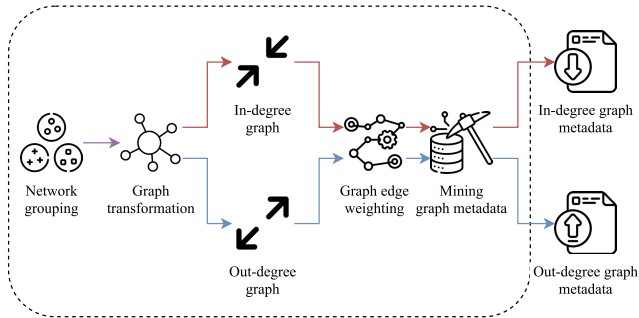 Network
grouping
Graph
transformation
In-degree
graph
Out-degree
graph
Graph edge
weighting
Mining
graph metadata
In-degree graph
metadata
Out-degree graph
metadata